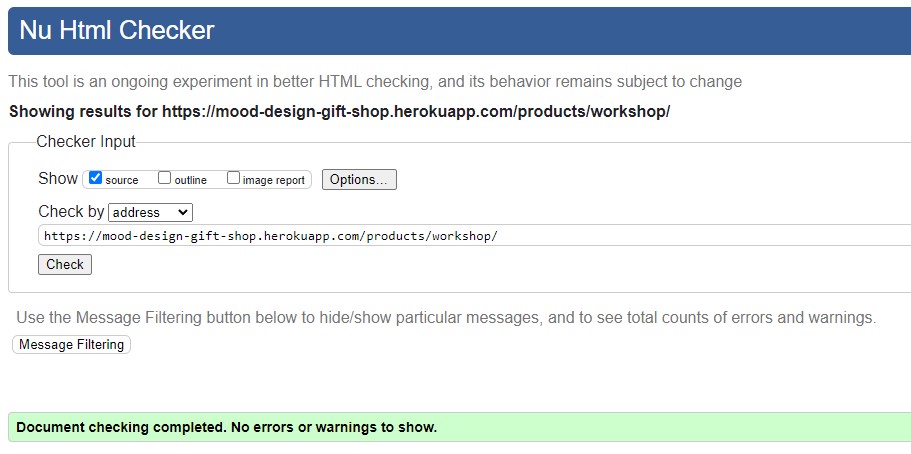 Nu Html Checker
This tool is an ongoing experiment in better HTML checking, and its behavior remains subject to change
Showing results for https://mood-design-gift-shop.herokuapp.com/products/workshop/
Checker Input
Show source outline image report Options...
Check by address
https://mood-design-gift-shop.herokuapp.com/products/workshop/
Check
Use the Message Filtering button below to hide/show particular messages, and to see total counts of errors and warnings.
Message Filtering
Document checking completed. No errors or warnings to show.